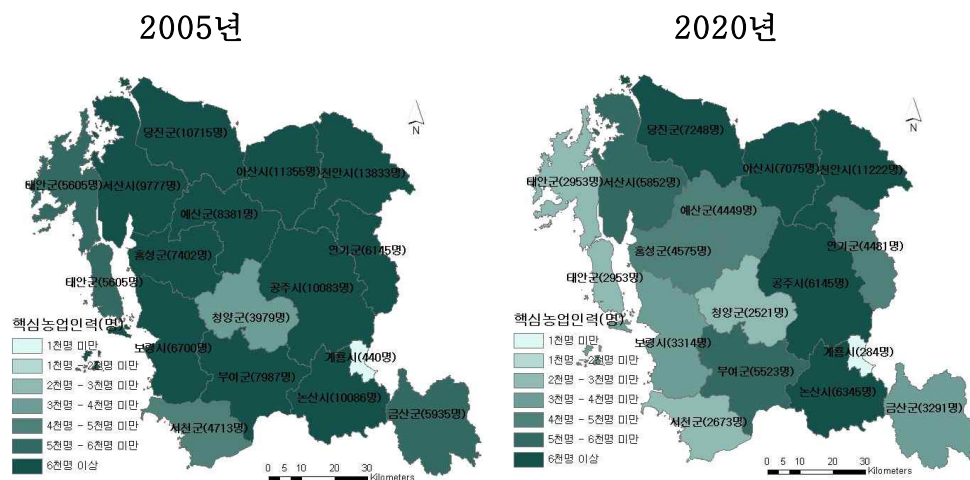 2005년
2020년
N
당진군(10715명)
아산시(11355명)
천안시(13833명)
태안군(5605명)
서산시(9777명)
예산군(8381명)
연기군(6145명)
홍성군(7402명)
태안군(5605명)
공주시(10083명)
청양군(3979명)
보령시(6700명)
계룡시(440명)
부여군(7987명)
논산시(10086명)
금산군(5935명)
서천군(4713명)
핵심농업인력(명)
1천명 미만
1천명 - 2천명 미만
2천명 - 3천명 미만
3천명 - 4천명 미만
4천명 - 5천명 미만
5천명 - 6천명 미만
6천명 이상
0 5 10 20 30
Kilometers
N
당진군(7248명)
아산시(7075명)
천안시(11222명)
태안군(2953명)
서산시(5852명)
예산군(4449명)
연기군(4481명)
홍성군(4575명)
태안군(2953명)
공주시(6145명)
청양군(2521명)
보령시(3314명)
계룡시(284명)
부여군(5523명)
논산시(6345명)
금산군(3291명)
서천군(2673명)
핵심농업인력(명)
1천명 미만
1천명 - 2천명 미만
2천명 - 3천명 미만
3천명 - 4천명 미만
4천명 - 5천명 미만
5천명 - 6천명 미만
6천명 이상
0 5 10 20 30
Kilometers